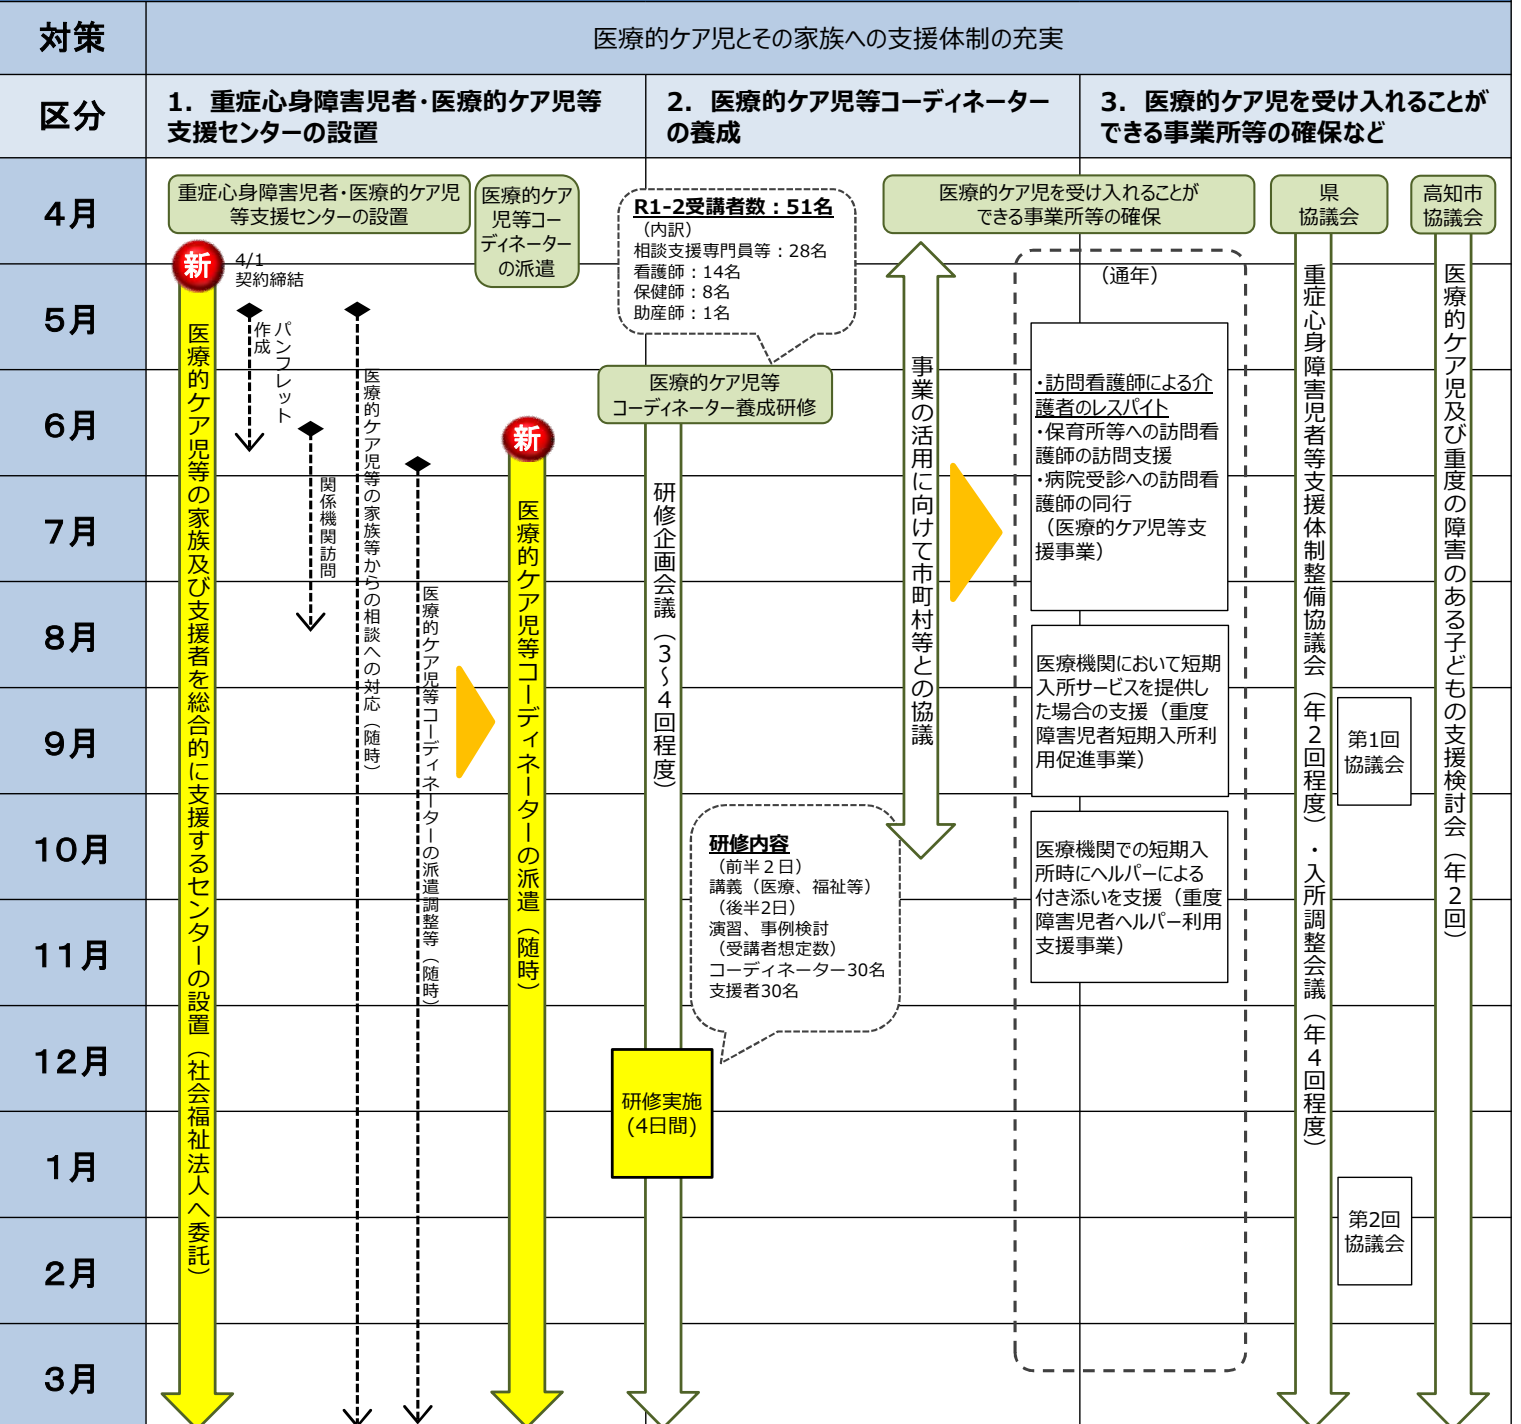 対策
医療的ケア児とその家族への支援体制の充実
区分
1. 重症心身障害児者・医療的ケア児等
支援センターの設置
2. 医療的ケア児等コーディネーター
の養成
3. 医療的ケア児を受け入れることが
できる事業所等の確保など
4月
5月
6月
7月
8月
9月
10月
11月
12月
1月
2月
3月
重症心身障害児者・医療的ケア児
等支援センターの設置
新
4/1
契約締結
医療的ケア児等の家族及び支援者を総合的に支援するセンターの設置（社会福祉法人へ委託）
パンフレット
作成
関係機関訪問
医療的ケア児等の家族等からの相談への対応（随時）
医療的ケア児等コーディネーターの派遣調整等（随時）
医療的ケア
児等コー
ディネーター
の派遣
新
医療的ケア児等コーディネーターの派遣（随時）
R1-2受講者数：51名
（内訳）
相談支援専門員等：28名
看護師：14名
保健師：8名
助産師：1名
医療的ケア児等
コーディネーター養成研修
研修企画会議（3～4回程度）
研修内容
（前半２日）
講義（医療、福祉等）
（後半2日）
演習、事例検討
（受講者想定数）
コーディネーター30名
支援者30名
研修実施
(4日間)
医療的ケア児を受け入れることが
できる事業所等の確保
事業の活用に向けて市町村等との協議
（通年）
・訪問看護師による介
護者のレスパイト
・保育所等への訪問看
護師の訪問支援
・病院受診への訪問看
護師の同行
（医療的ケア児等支
援事業）
医療機関において短期
入所サービスを提供し
た場合の支援（重度
障害児者短期入所利
用促進事業）
医療機関での短期入
所時にヘルパーによる
付き添いを支援（重度
障害児者ヘルパー利用
支援事業）
県
協議会
重症心身障害児者等支援体制整備協議会（年2回程度）・入所調整会議（年4回程度）
第1回
協議会
第2回
協議会
高知市
協議会
医療的ケア児及び重度の障害のある子どもの支援検討会（年2回）